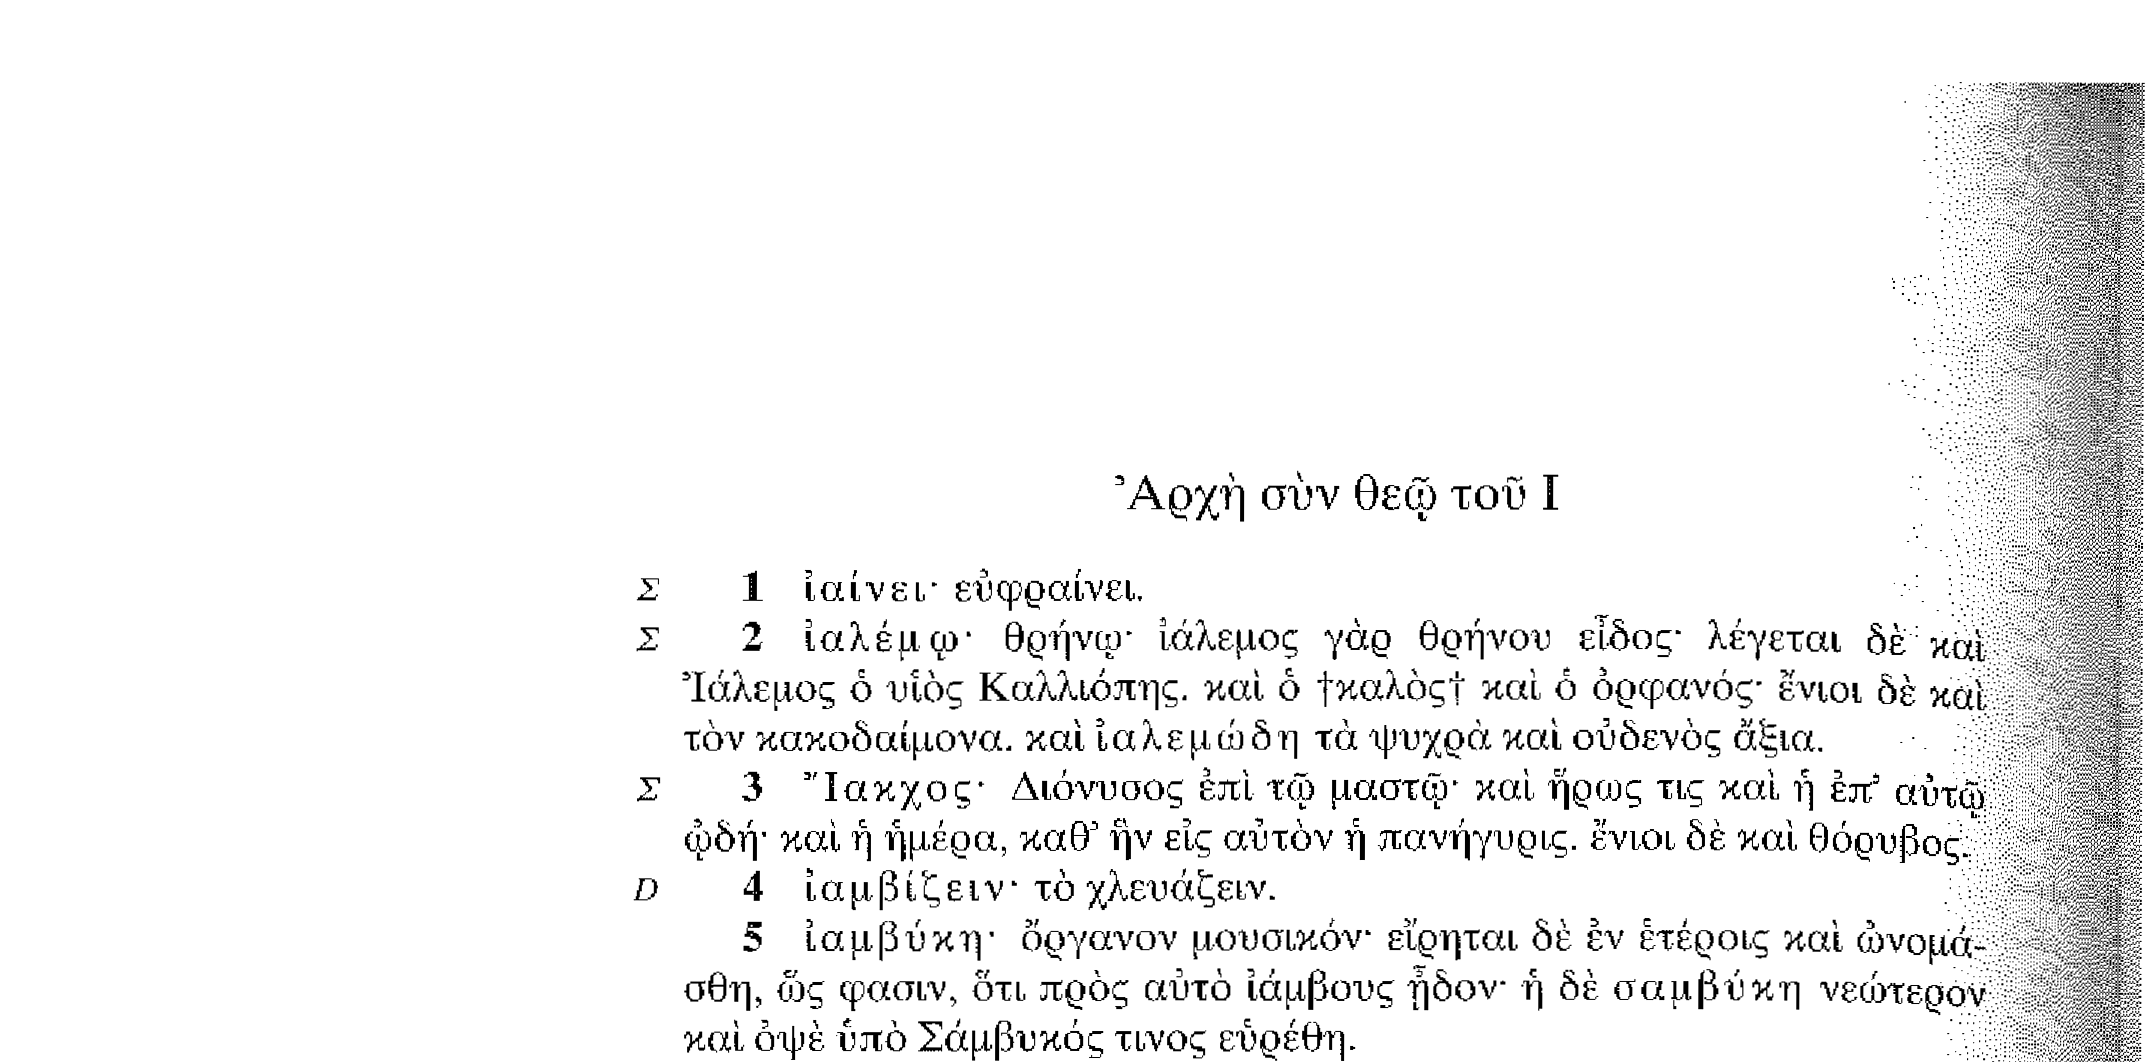 Ἀρχὴ σὺν θεῷ τοῦ Ι
Σ 1 ἰαίνει· εὐφραίνει.
Σ 2 ἰαλέμῳ· θρήνῳ· ἰάλεμος γὰρ θρήνου εἶδος· λέγεται δὲ καὶ
Ἰάλεμος ὁ υἱὸς Καλλιόπης. καὶ ὁ †καλὸς† καὶ ὁ ὀρφανός· ἔνιοι δὲ καὶ
τὸν κακοδαίμονα. καὶ ἰαλεμώδη τὰ ψυχρὰ καὶ οὐδενὸς ἄξια.
Σ 3 Ἴακχος· Διόνυσος ἐπὶ τῷ μαστῷ· καὶ ἥρως τις καὶ ἡ ἐπ’ αὐτῷ
ᾠδή· καὶ ἡ ἡμέρα, καθ’ ἣν εἰς αὐτὸν ἡ πανήγυρις. ἔνιοι δὲ καὶ θόρυβος.
D 4 ἰαμβίζειν· τὸ χλευάζειν.
5 ἰαμβύκη· ὄργανον μουσικόν· εἴρηται δὲ ἐν ἑτέροις καὶ ὠνομά-
σθη, ὥς φασιν, ὅτι πρὸς αὐτὸ ἰάμβους ᾖδον· ἡ δὲ σαμβύκη νεώτερον
καὶ ὀψὲ ὑπὸ Σάμβυκός τινος εὑρέθη.